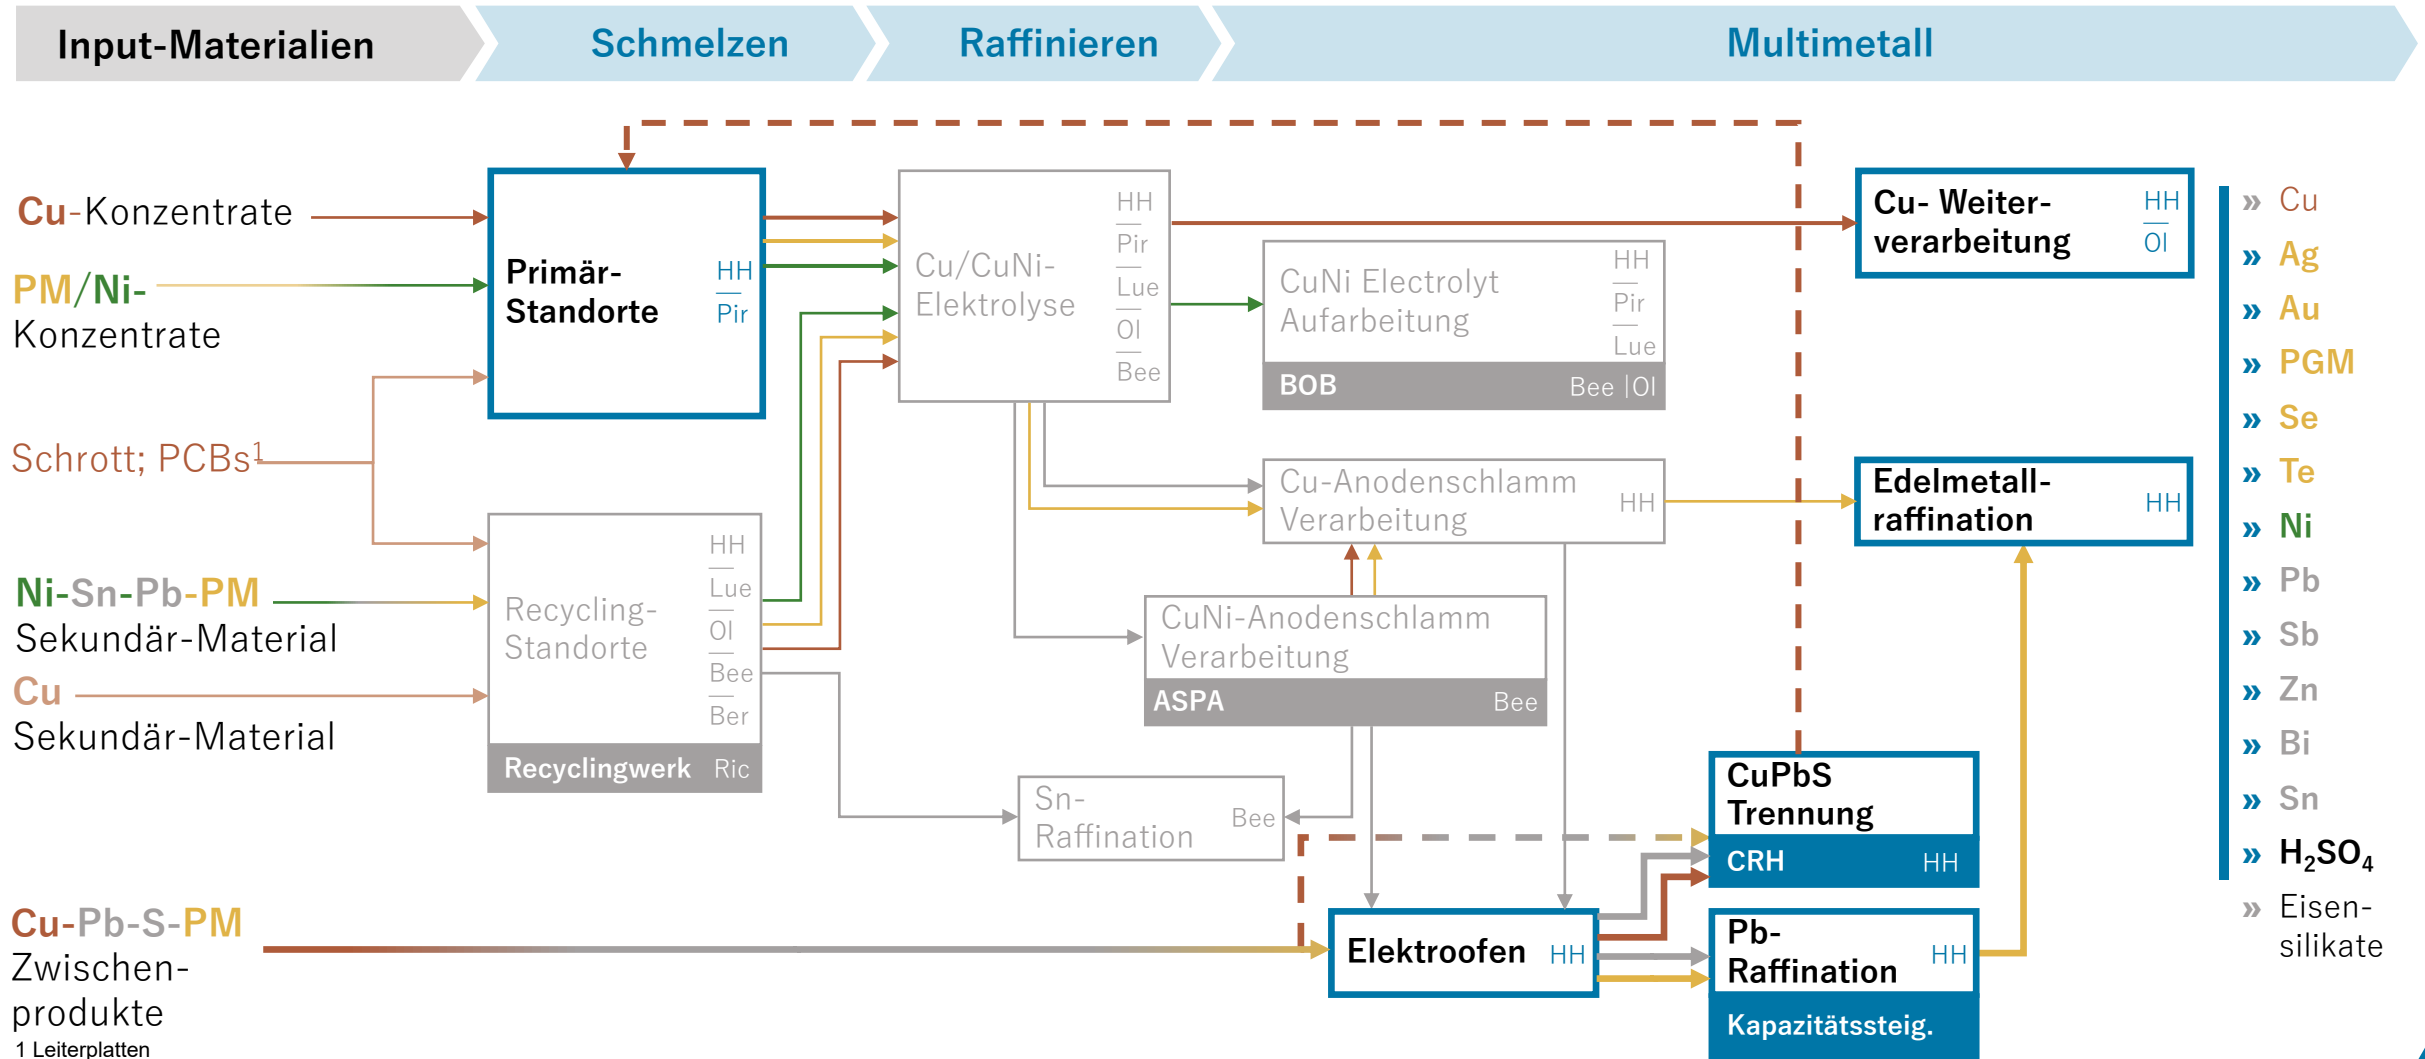 Input-Materialien
Schmelzen
Raffinieren
Multimetall
Cu-Konzentrate
PM/Ni-
Konzentrate
Schrott; PCBs¹
Ni-Sn-Pb-PM
Sekundär-Material
Cu
Sekundär-Material
Cu-Pb-S-PM
Zwischen-
produkte
1 Leiterplatten
Primär-
Standorte
HH
Pir
Recycling-
Standorte
HH
Lue
Ol
Bee
Ber
Recyclingwerk Ric
Cu/CuNi-
Elektrolyse
HH
Pir
Lue
Ol
Bee
CuNi Electrolyt
Aufarbeitung
HH
Pir
Lue
BOB Bee |Ol
Cu-Anodenschlamm
Verarbeitung
HH
CuNi-Anodenschlamm
Verarbeitung
ASPA Bee
Sn-
Raffination
Bee
Elektroofen HH
CuPbS
Trennung
CRH HH
Pb-
Raffination
HH
Kapazitätssteig.
Cu- Weiter-
verarbeitung
HH
Ol
Edelmetall-
raffination
HH
» Cu
» Ag
» Au
» PGM
» Se
» Te
» Ni
» Pb
» Sb
» Zn
» Bi
» Sn
» H₂SO₄
» Eisen-
silikate